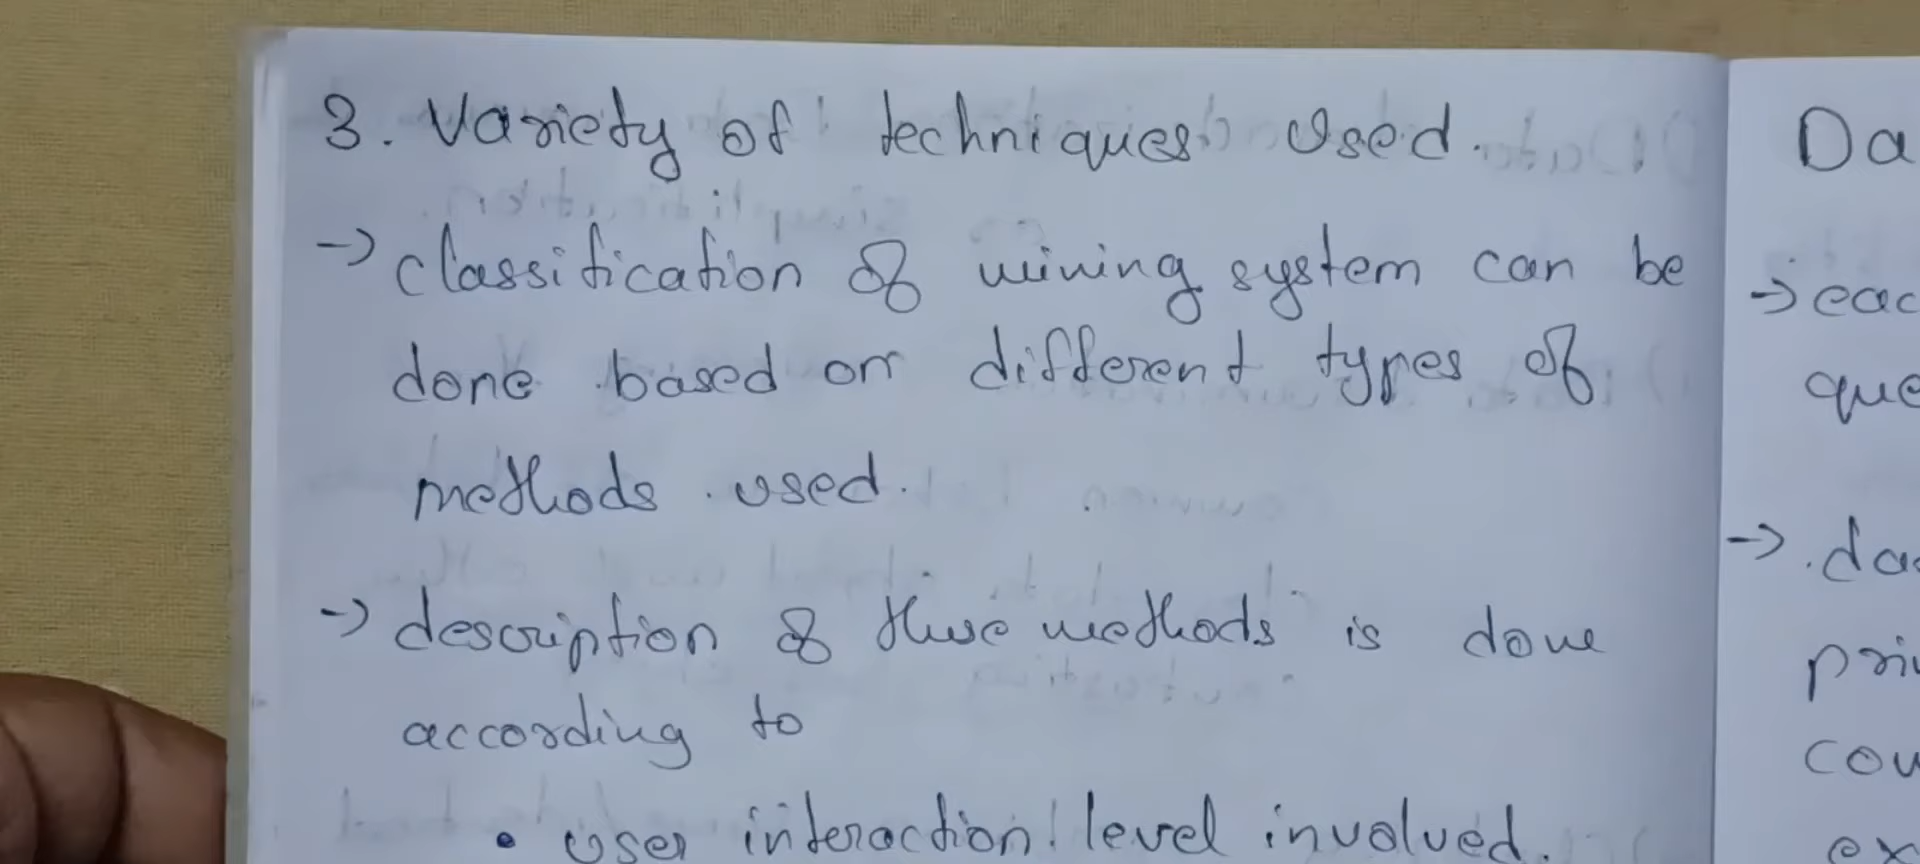 3. Variety of techniques used.
-> classification of mining system can be
done based on different types of
methods used.
-> description of these methods is done
according to
• user interaction level involved.
Da
-> eac
que
-> da
pri
cou
ex